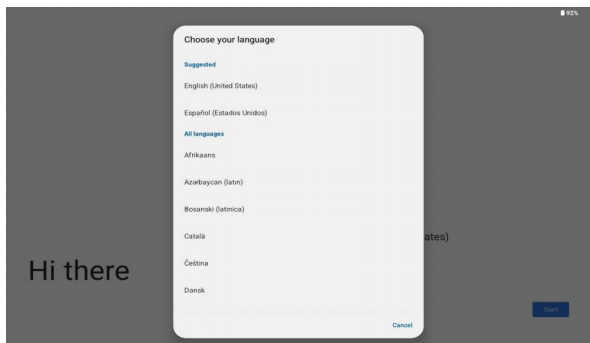 92%
Choose your language
Suggested
English (United States)
Español (Estados Unidos)
All languages
Afrikaans
Azərbaycan (latın)
Bosanski (latinica)
Català
Čeština
Dansk
Cancel
ates)
Hi there
Start